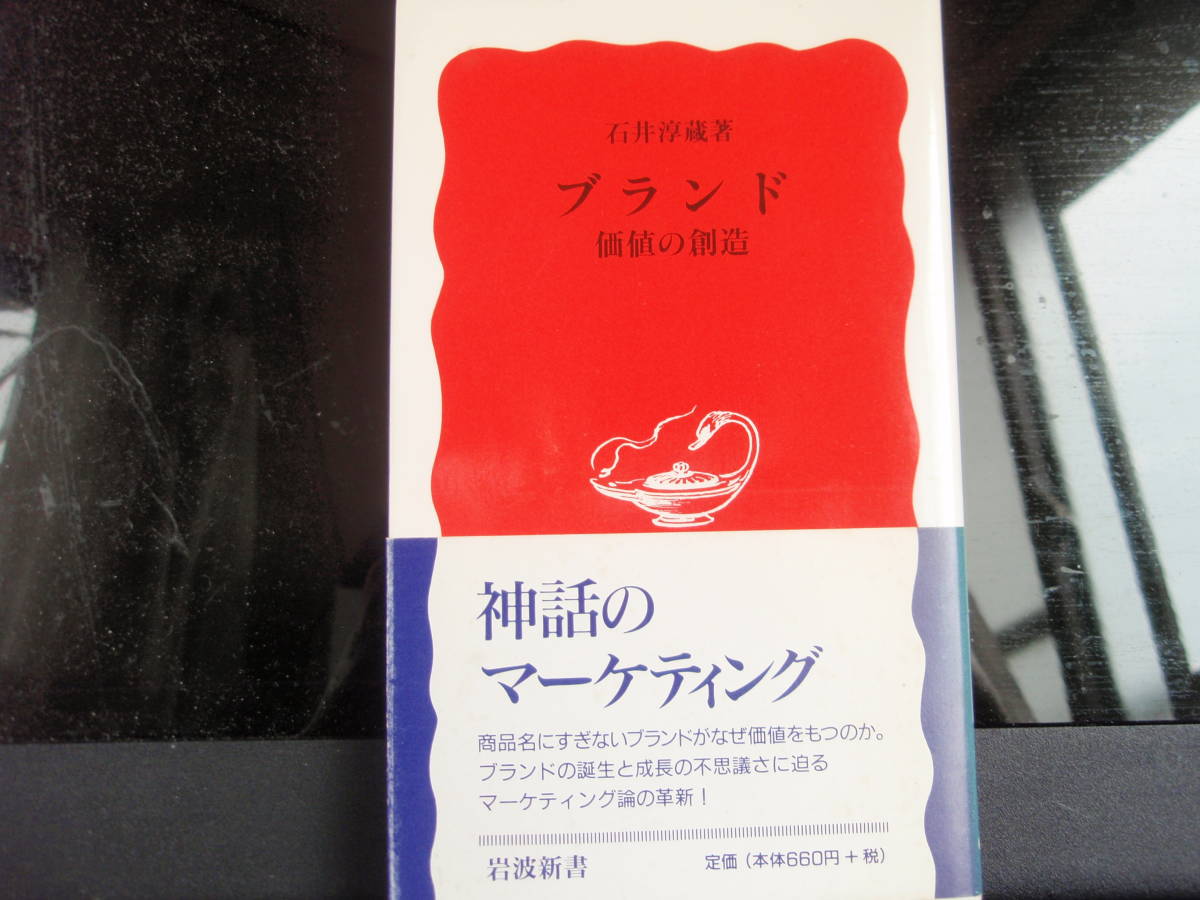 石井淳蔵著
ブランド
価値の創造
神話の
マーケティング
商品名にすぎないブランドがなぜ価値をもつのか。
ブランドの誕生と成長の不思議さに迫る
マーケティング論の革新！
岩波新書 定価（本体660円+税）